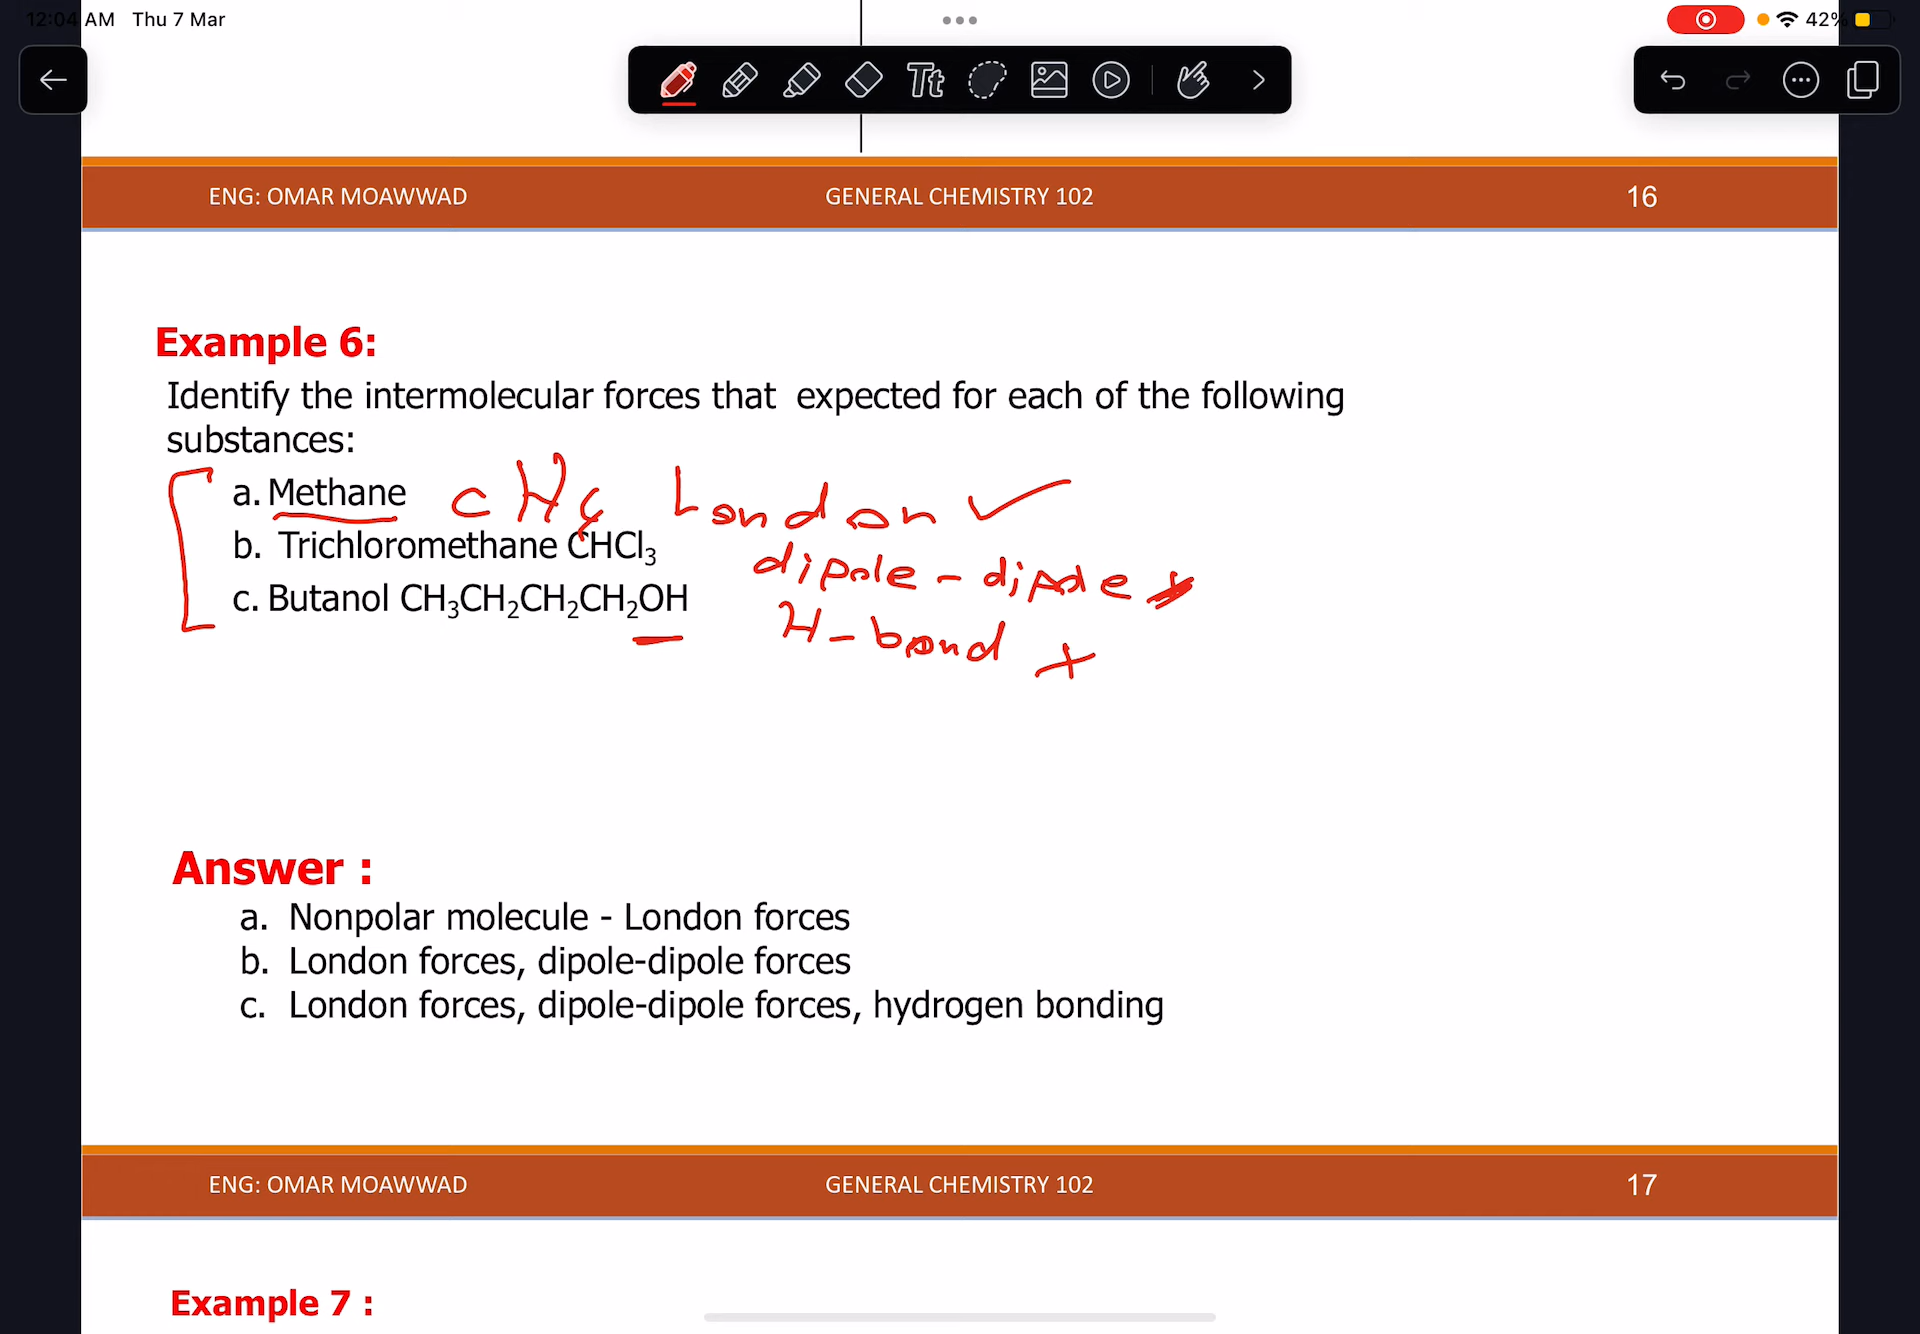 12:04 AM Thu 7 Mar
42%
Tt
ENG: OMAR MOAWWAD GENERAL CHEMISTRY 102 16
Example 6:
Identify the intermolecular forces that expected for each of the following
substances:
a. Methane CH4 London ✓
b. Trichloromethane CHCl₃ dipole - dipole x
c. Butanol CH₃CH₂CH₂CH₂OH H-bond x
Answer :
a. Nonpolar molecule - London forces
b. London forces, dipole-dipole forces
c. London forces, dipole-dipole forces, hydrogen bonding
ENG: OMAR MOAWWAD GENERAL CHEMISTRY 102 17
Example 7 :